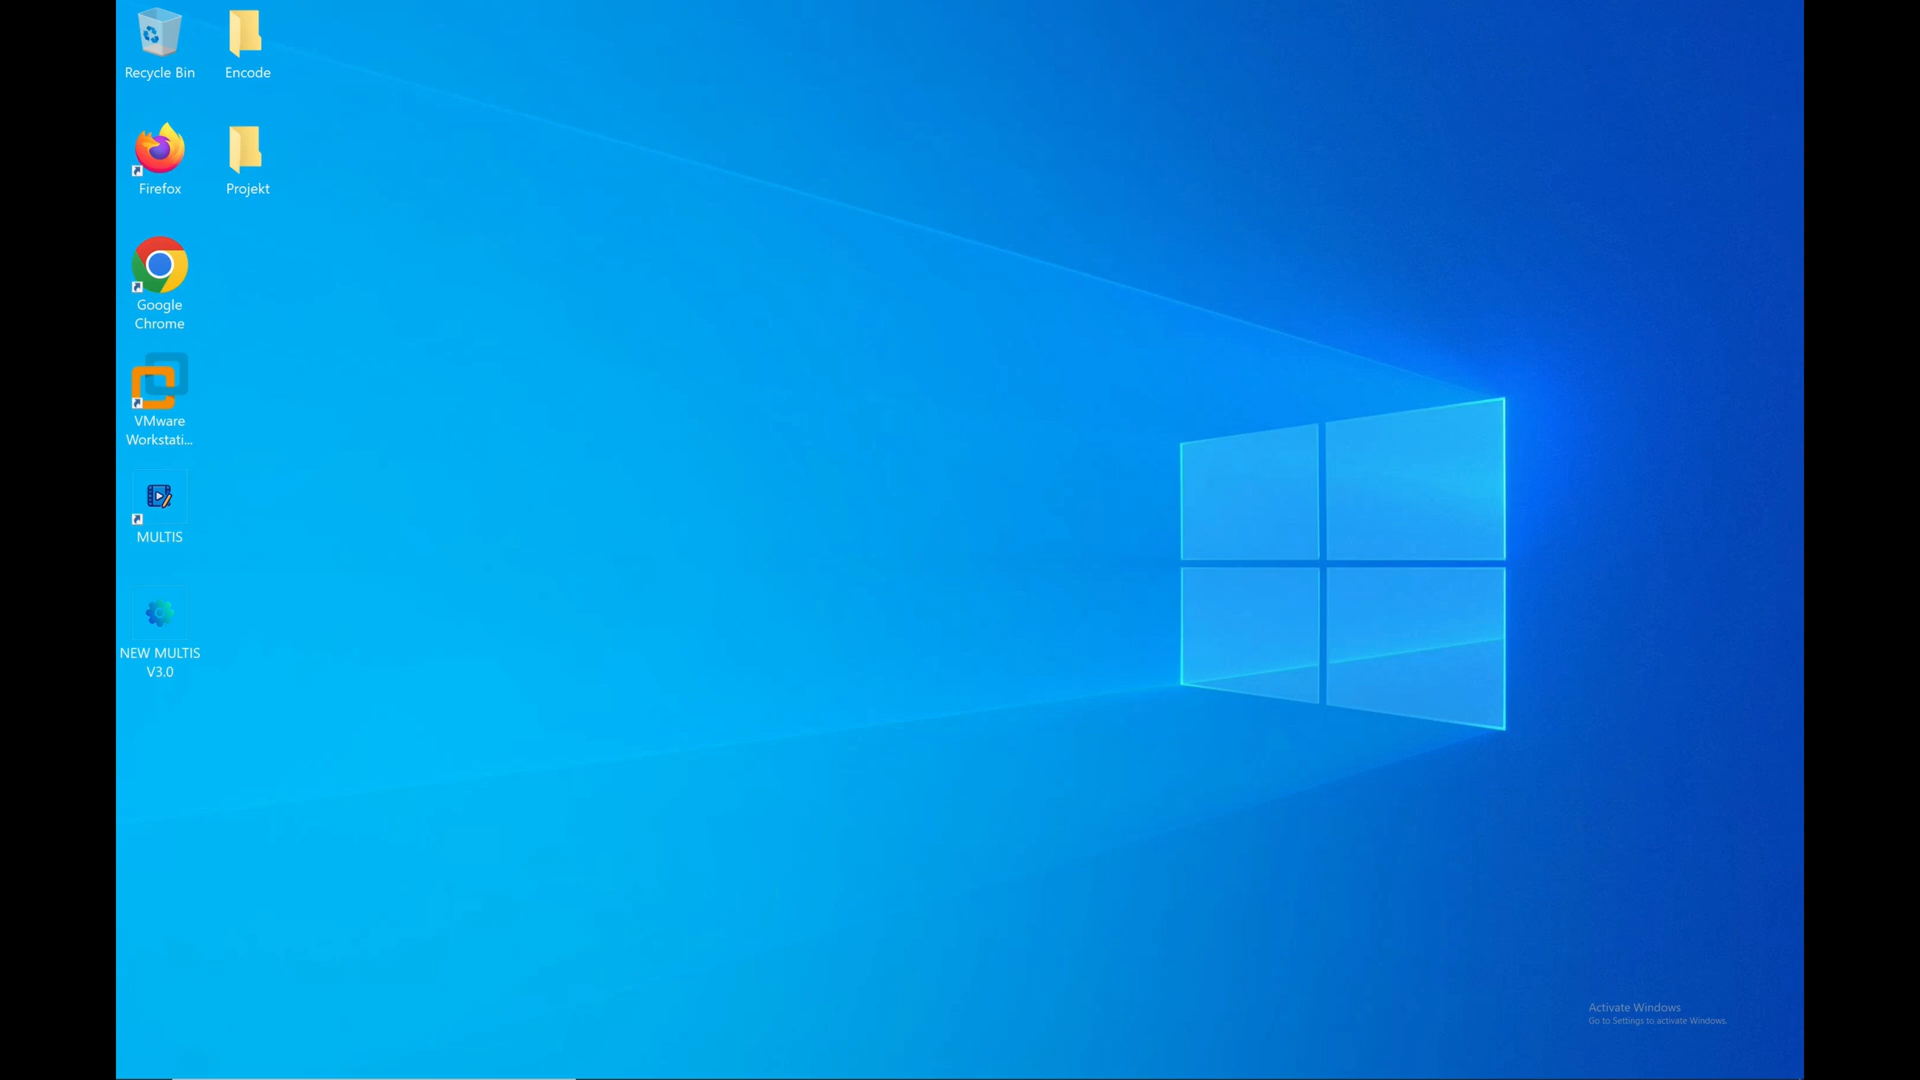 Recycle Bin
Encode
Firefox
Projekt
Google
Chrome
VMware
Workstati...
MULTIS
NEW MULTIS
V3.0
Activate Windows
Go to Settings to activate Windows.